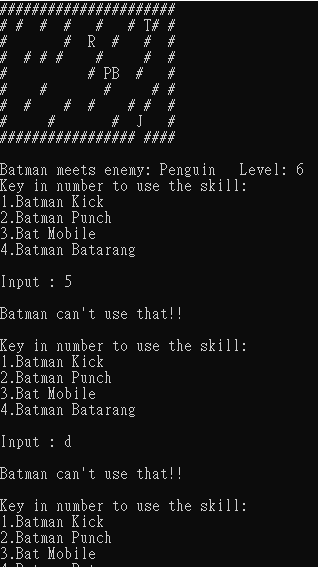 ######################
# #  #  #   #  # T# #
#       #  R #  #   #  #
#  # # #    #     #  #
#          # PB  #   #
#    #       #     # #
#  #    #  #    # #  #
#     #       #  J   #
################ ####
Batman meets enemy: Penguin   Level: 6
Key in number to use the skill:
1.Batman Kick
2.Batman Punch
3.Bat Mobile
4.Batman Batarang
Input : 5
Batman can't use that!!
Key in number to use the skill:
1.Batman Kick
2.Batman Punch
3.Bat Mobile
4.Batman Batarang
Input : d
Batman can't use that!!
Key in number to use the skill:
1.Batman Kick
2.Batman Punch
3.Bat Mobile